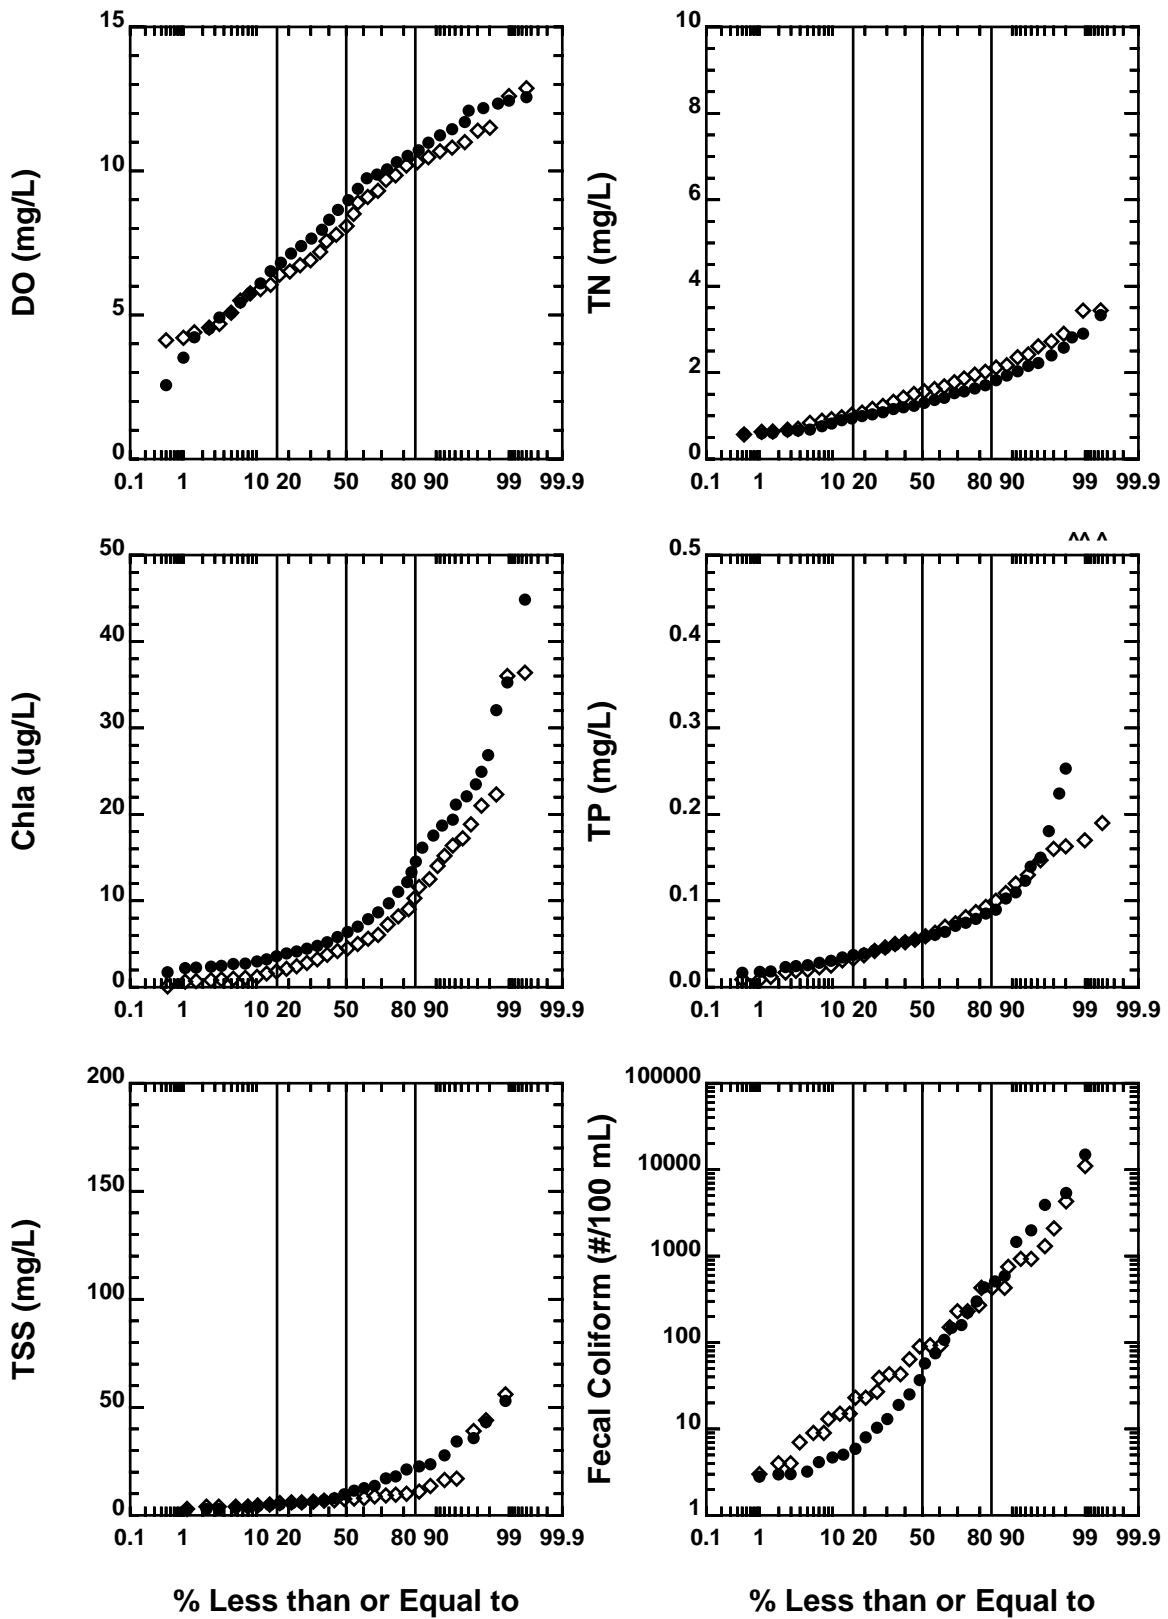 15
10
5
0
DO (mg/L)
0.1 1 10 20 50 80 90 99 99.9
10
8
6
4
2
0
TN (mg/L)
0.1 1 10 20 50 80 90 99 99.9
50
40
30
20
10
0
Chla (ug/L)
0.1 1 10 20 50 80 90 99 99.9
^^ ^
0.5
0.4
0.3
0.2
0.1
0.0
TP (mg/L)
0.1 1 10 20 50 80 90 99 99.9
200
150
100
50
0
TSS (mg/L)
0.1 1 10 20 50 80 90 99 99.9
% Less than or Equal to
100000
10000
1000
100
10
1
Fecal Coliform (#/100 mL)
0.1 1 10 20 50 80 90 99 99.9
% Less than or Equal to